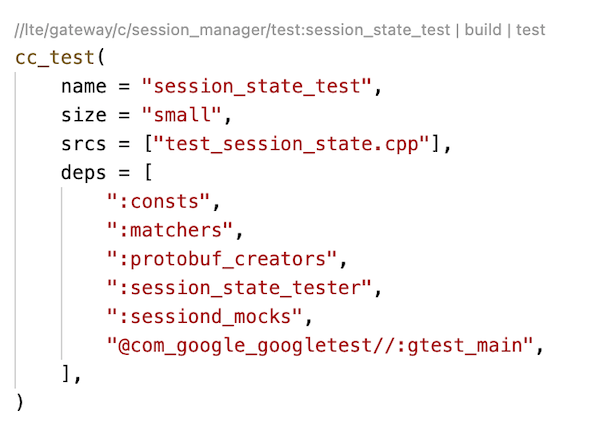 //lte/gateway/c/session_manager/test:session_state_test | build | test
cc_test(
    name = "session_state_test",
    size = "small",
    srcs = ["test_session_state.cpp"],
    deps = [
        ":consts",
        ":matchers",
        ":protobuf_creators",
        ":session_state_tester",
        ":sessiond_mocks",
        "@com_google_googletest//:gtest_main",
    ],
)